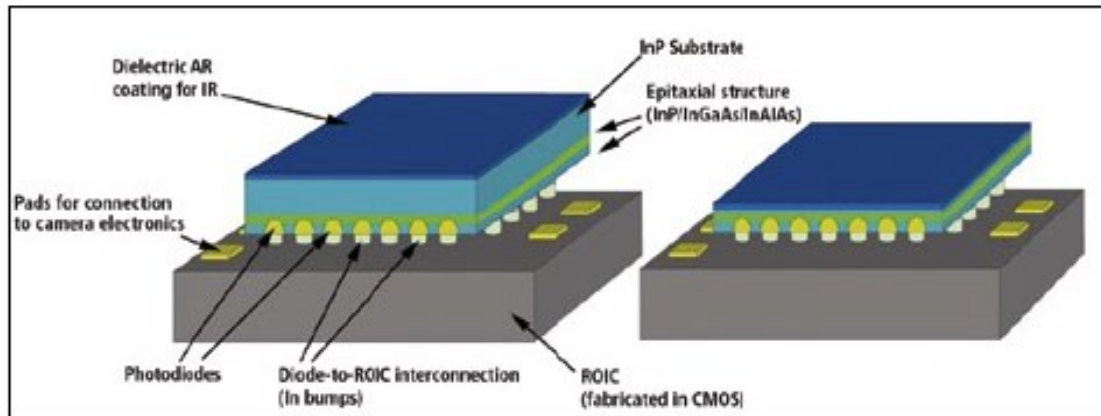 Dielectric AR
coating for IR
InP Substrate
Epitaxial structure
(InP/InGaAs/InAlAs)
Pads for connection
to camera electronics
Photodiodes
Diode-to-ROIC interconnection
(In bumps)
ROIC
(fabricated in CMOS)